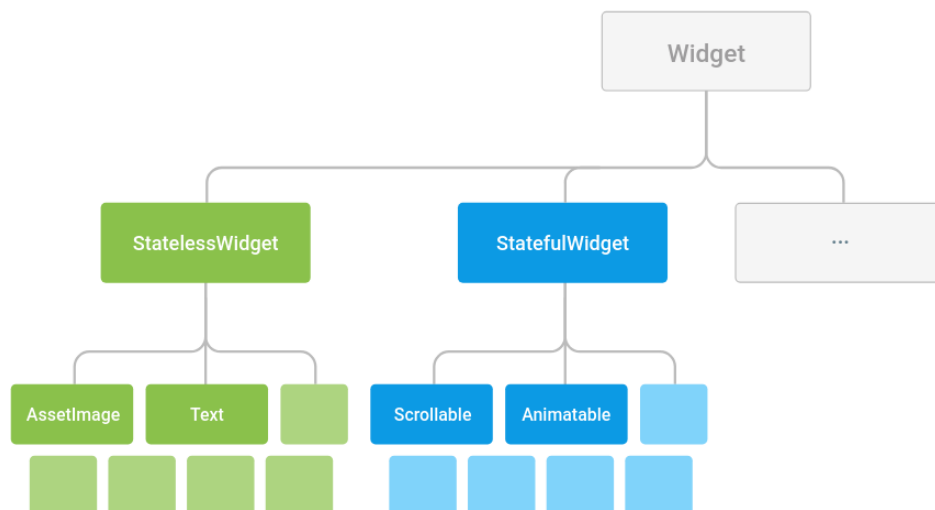 Widget
StatelessWidget
StatefulWidget
...
AssetImage
Text
Scrollable
Animatable